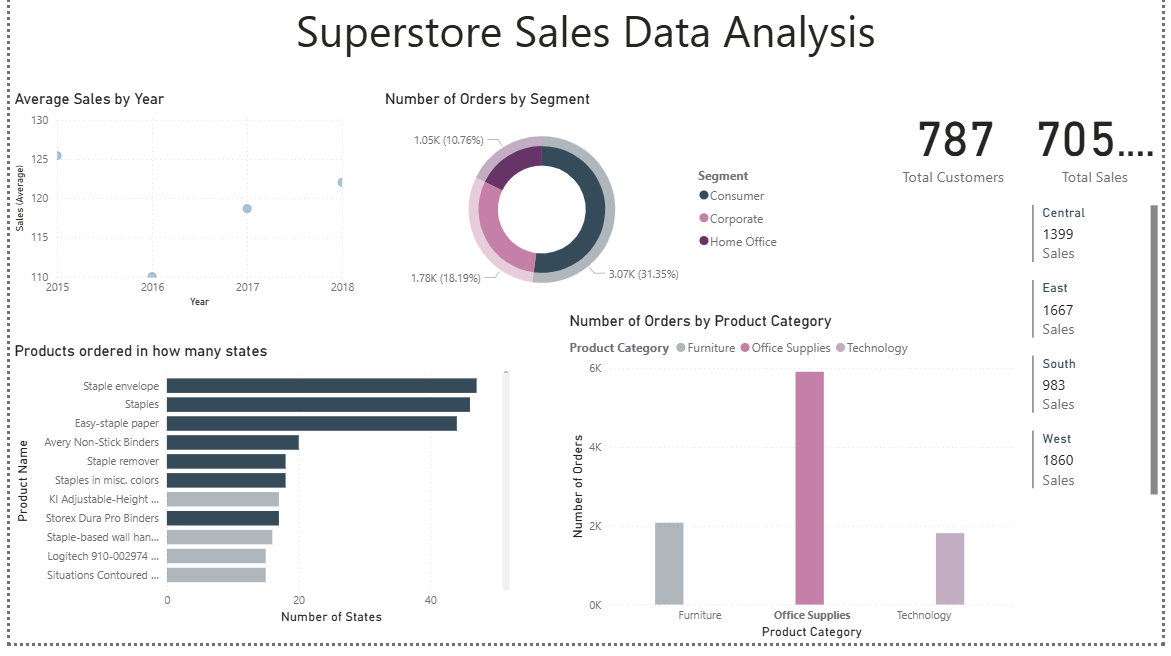 Superstore Sales Data Analysis
Average Sales by Year
130
125
120
115
110
Sales (Average)
2015
2016
2017
2018
Year
Number of Orders by Segment
1.05K (10.76%)
1.78K (18.19%)
3.07K (31.35%)
Segment
Consumer
Corporate
Home Office
787
Total Customers
705....
Total Sales
Central
1399
Sales
East
1667
Sales
South
983
Sales
West
1860
Sales
Products ordered in how many states
Product Name
Staple envelope
Staples
Easy-staple paper
Avery Non-Stick Binders
Staple remover
Staples in misc. colors
KI Adjustable-Height ...
Storex Dura Pro Binders
Staple-based wall han...
Logitech 910-002974 ...
Situations Contoured ...
0
20
40
Number of States
Number of Orders by Product Category
Product Category Furniture Office Supplies Technology
6K
4K
2K
0K
Number of Orders
Furniture
Office Supplies
Technology
Product Category